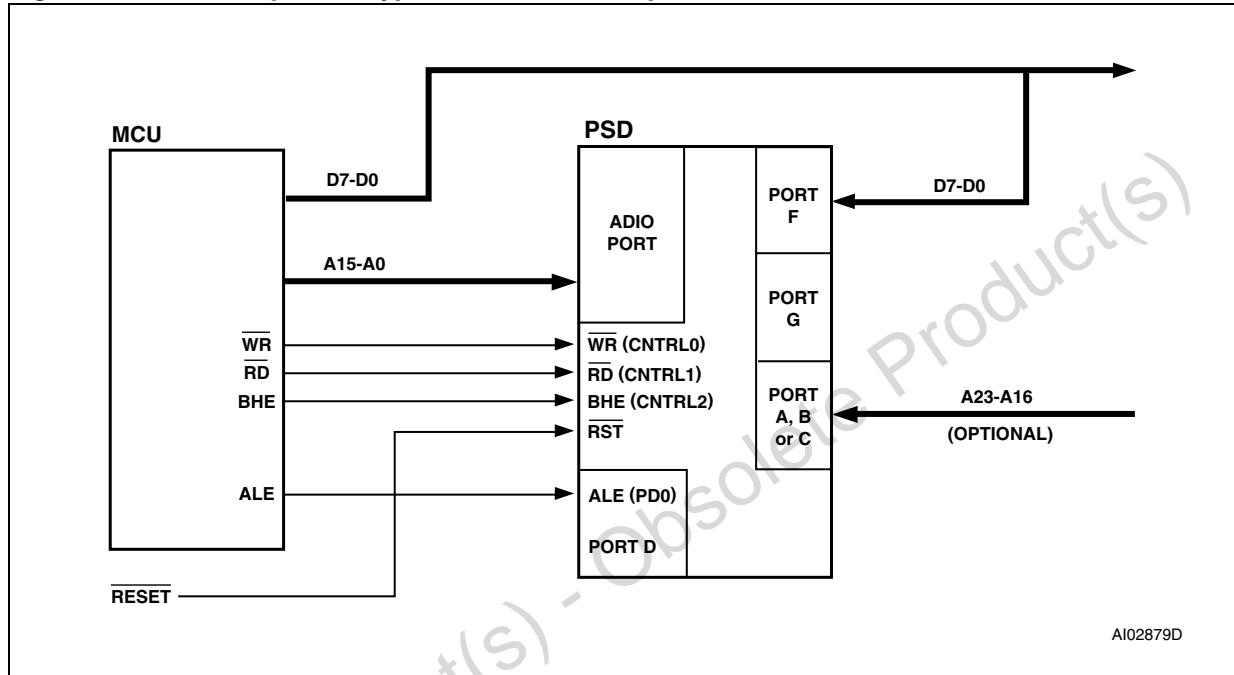 MCU
PSD
D7-D0
D7-D0
ADIO
PORT
PORT
F
A15-A0
PORT
G
WR
WR (CNTRL0)
RD
RD (CNTRL1)
BHE
BHE (CNTRL2)
RST
PORT
A, B
or C
A23-A16
(OPTIONAL)
ALE
ALE (PD0)
PORT D
RESET
AI02879D
t(s) - Obsolete Product(s)